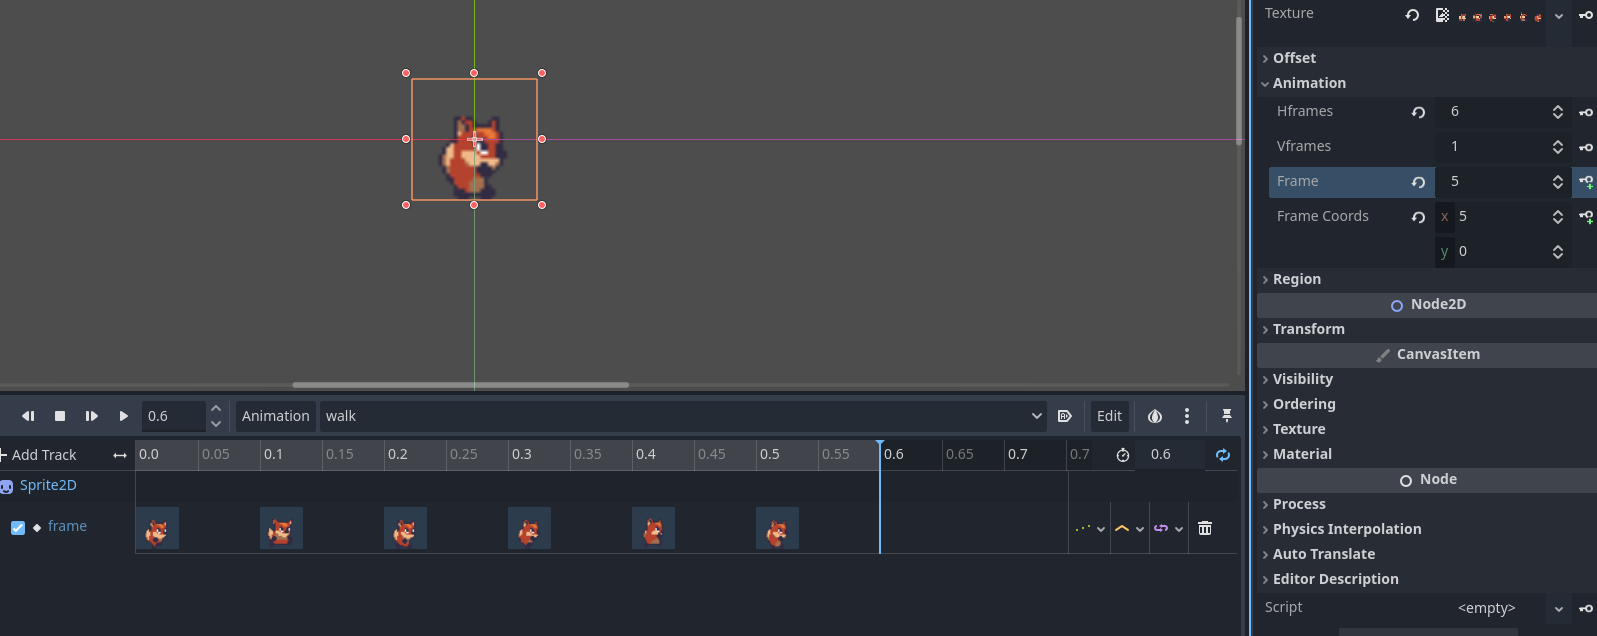 Texture
Offset
Animation
Hframes 6
Vframes 1
Frame 5
Frame Coords x 5
y 0
Region
Node2D
Transform
CanvasItem
Visibility
Ordering
Texture
Material
Node
Process
Physics Interpolation
Auto Translate
Editor Description
Script <empty>
0.6 Animation walk Edit
Add Track 0.0 0.05 0.1 0.15 0.2 0.25 0.3 0.35 0.4 0.45 0.5 0.55 0.6 0.65 0.7 0.7 0.6
Sprite2D
frame